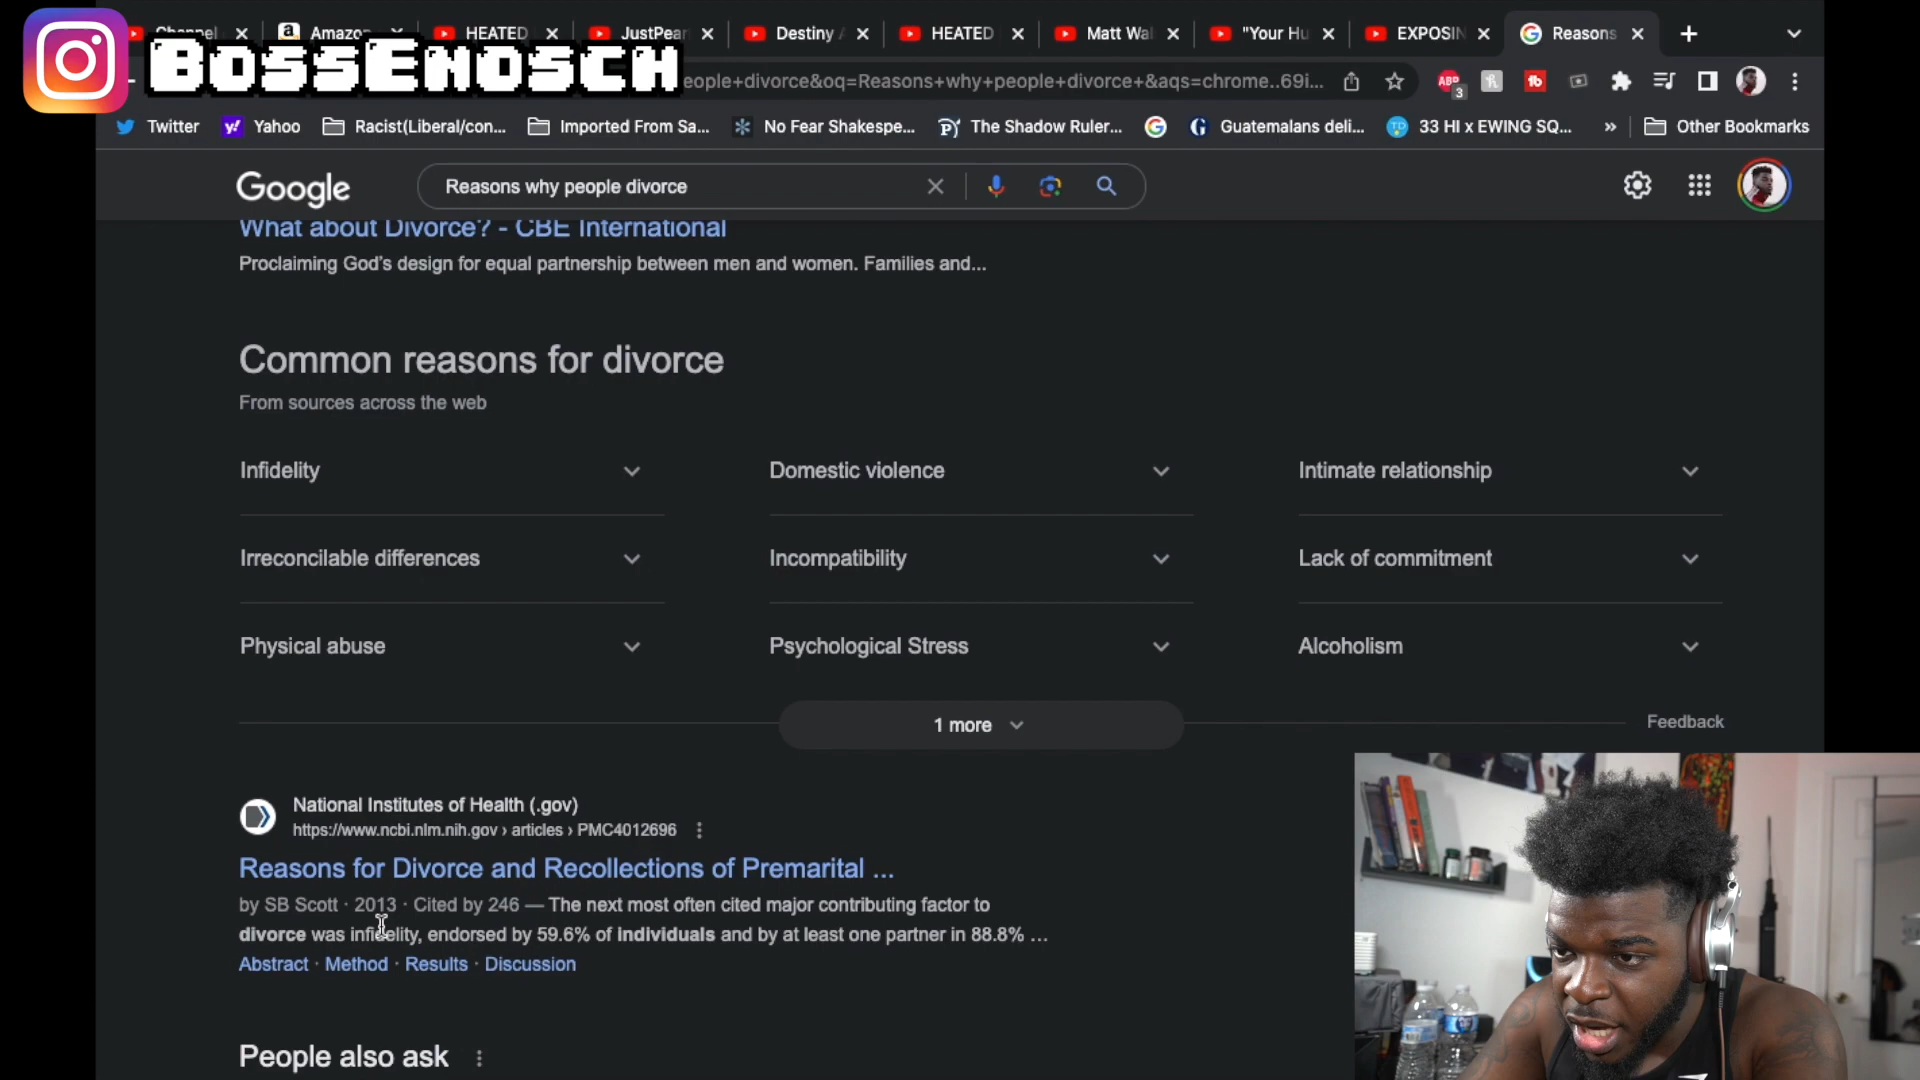 Channel
Amazo
HEATED
JustPear
Destiny
HEATED
Matt Wal
"Your Hu
EXPOSIN
Reasons
BossEnosch
eople+divorce&oq=Reasons+why+people+divorce+&aqs=chrome..69i...
ABP
3
Twitter
Yahoo
Racist(Liberal/con...
Imported From Sa...
No Fear Shakespe...
The Shadow Ruler...
Guatemalans deli...
33 HI x EWING SQ...
»
Other Bookmarks
Google
Reasons why people divorce
What about Divorce? - CBE International
Proclaiming God's design for equal partnership between men and women. Families and...
Common reasons for divorce
From sources across the web
Infidelity
Domestic violence
Intimate relationship
Irreconcilable differences
Incompatibility
Lack of commitment
Physical abuse
Psychological Stress
Alcoholism
1 more
Feedback
National Institutes of Health (.gov)
https://www.ncbi.nlm.nih.gov › articles › PMC4012696
Reasons for Divorce and Recollections of Premarital ...
by SB Scott · 2013 · Cited by 246 — The next most often cited major contributing factor to
divorce was infidelity, endorsed by 59.6% of individuals and by at least one partner in 88.8% ...
Abstract · Method · Results · Discussion
People also ask